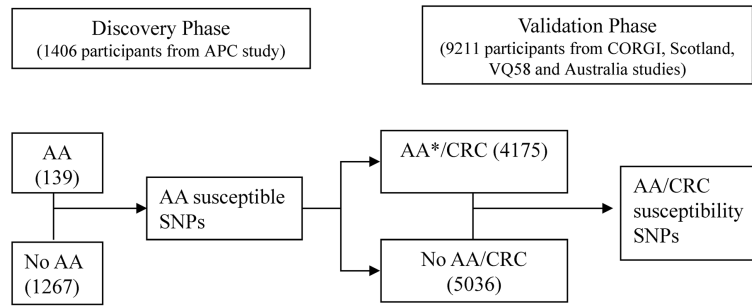 Discovery Phase
(1406 participants from APC study)
Validation Phase
(9211 participants from CORGI, Scotland,
VQ58 and Australia studies)
AA
(139)
No AA
(1267)
AA susceptible
SNPs
AA*/CRC (4175)
No AA/CRC
(5036)
AA/CRC
susceptibility
SNPs